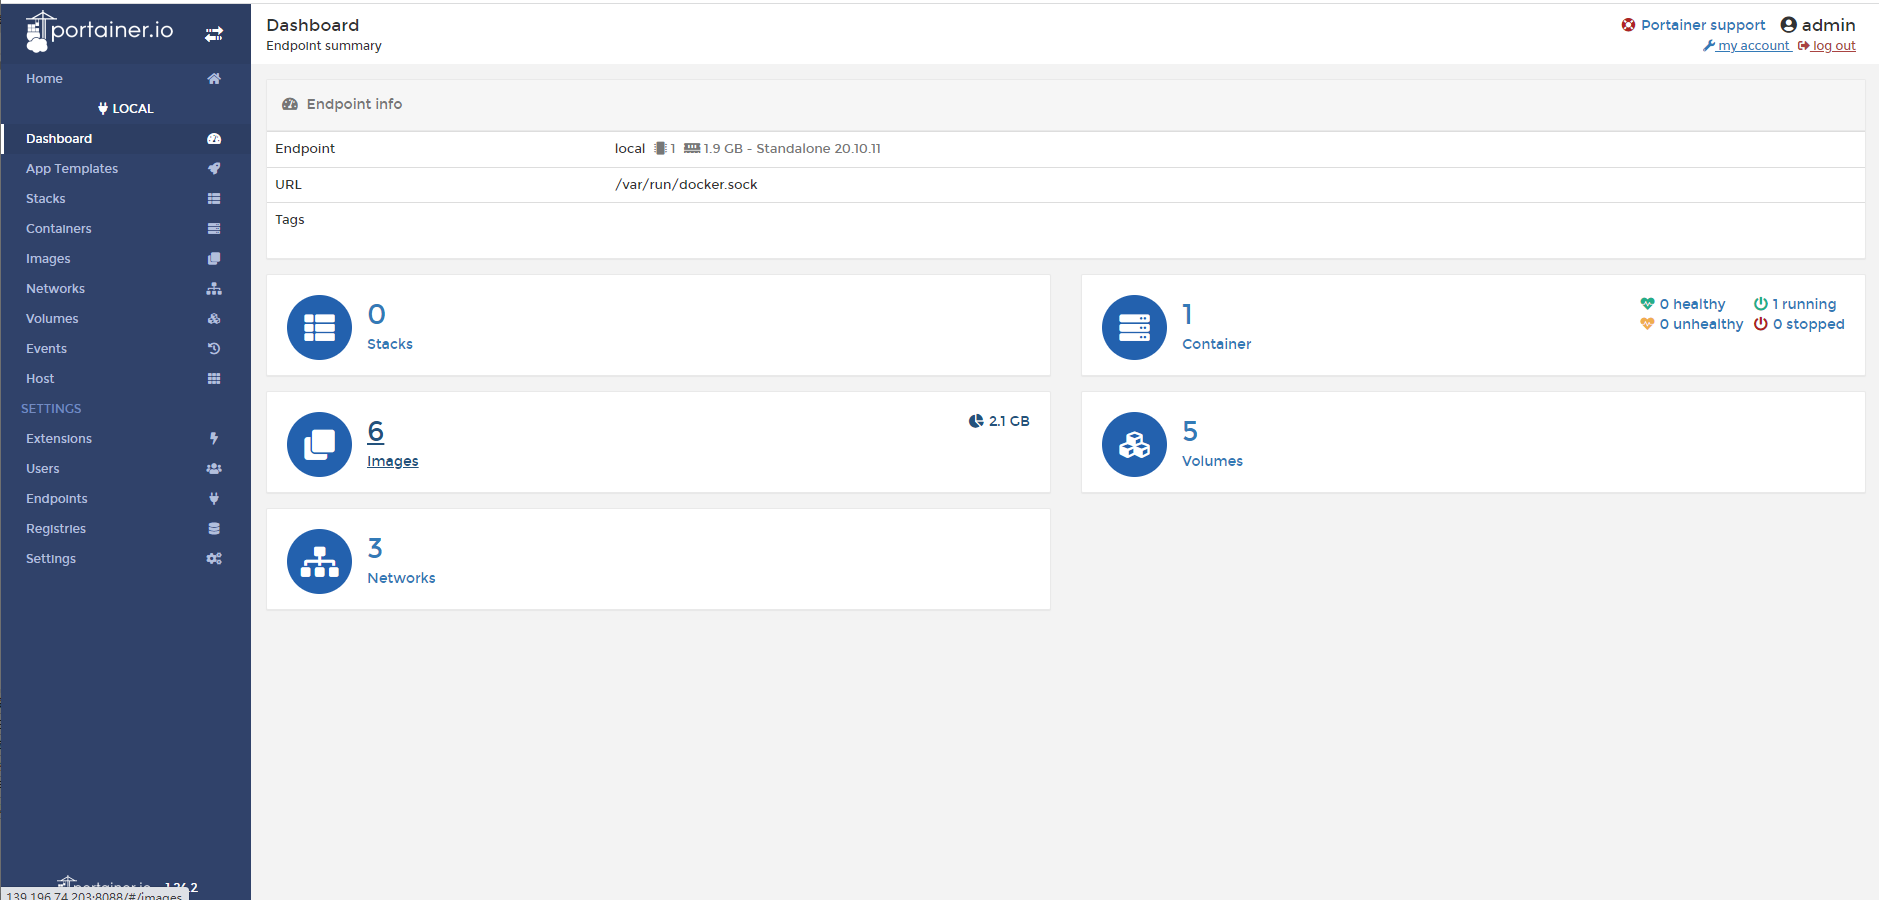 portainer.io
Dashboard
Endpoint summary
Portainer support
admin
my account
log out
Home
LOCAL
Dashboard
App Templates
Stacks
Containers
Images
Networks
Volumes
Events
Host
SETTINGS
Extensions
Users
Endpoints
Registries
Settings
portainer.io 1.24.2
139.196.74.203:8088/#/images
Endpoint info
Endpoint local 1 1.9 GB - Standalone 20.10.11
URL /var/run/docker.sock
Tags
0
Stacks
1
Container
0 healthy 1 running
0 unhealthy 0 stopped
6
Images
2.1 GB
5
Volumes
3
Networks